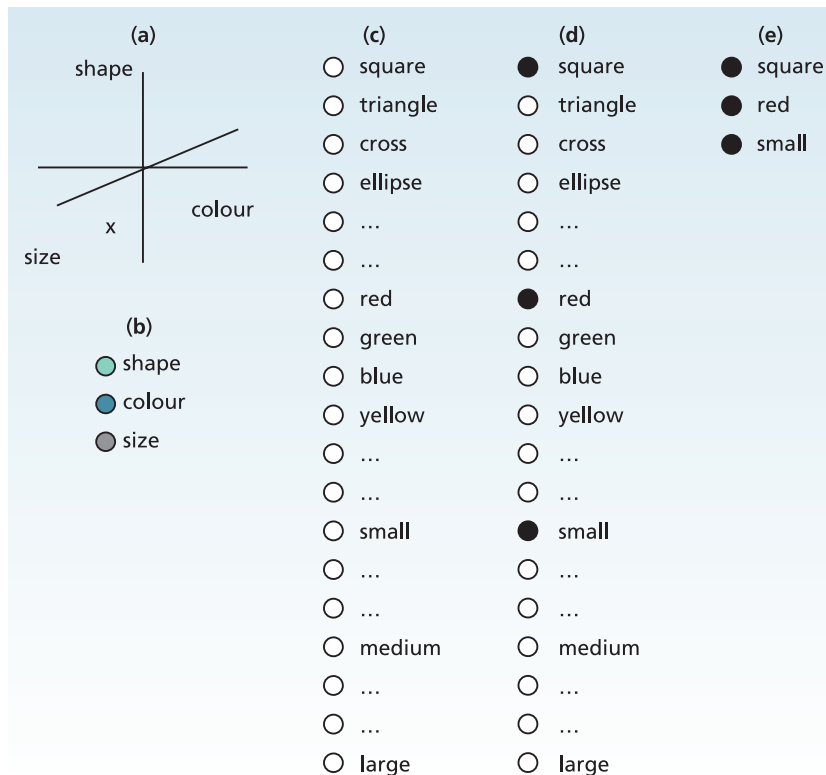 (a)
shape
colour
x
size
(b)
shape
colour
size
(c)
square
triangle
cross
ellipse
...
...
red
green
blue
yellow
...
...
small
...
...
medium
...
...
large
(d)
square
triangle
cross
ellipse
...
...
red
green
blue
yellow
...
...
small
...
...
medium
...
...
large
(e)
square
red
small